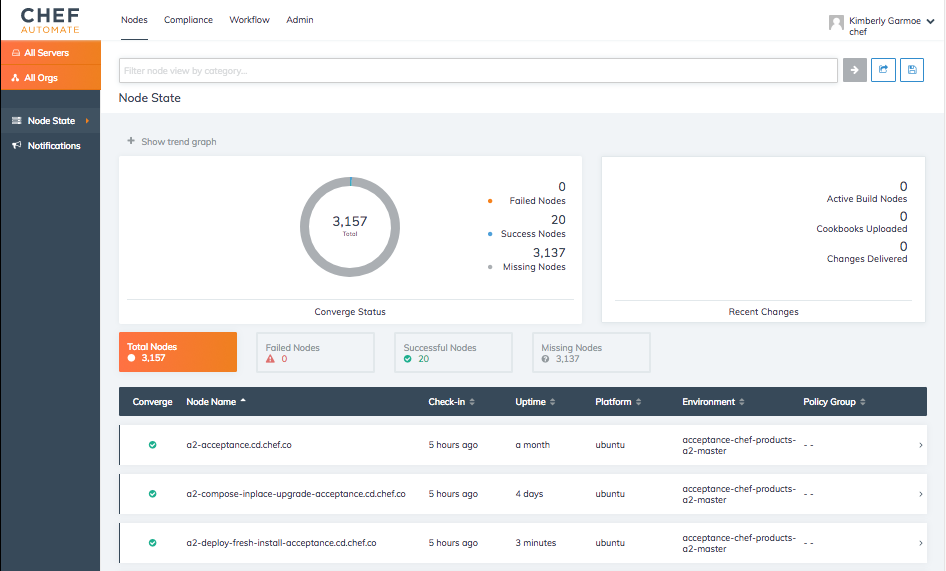 CHEF
AUTOMATE
Nodes Compliance Workflow Admin
Kimberly Garmoe
chef
All Servers
All Orgs
Node State
Notifications
Filter node view by category...
Node State
+ Show trend graph
3,157
Total
0
Failed Nodes
20
Success Nodes
3,137
Missing Nodes
Converge Status
0
Active Build Nodes
0
Cookbooks Uploaded
0
Changes Delivered
Recent Changes
Total Nodes
3,157
Failed Nodes
0
Successful Nodes
20
Missing Nodes
3,137
Converge Node Name Check-in Uptime Platform Environment Policy Group
a2-acceptance.cd.chef.co 5 hours ago a month ubuntu acceptance-chef-products- - -
a2-master
a2-compose-inplace-upgrade-acceptance.cd.chef.co 5 hours ago 4 days ubuntu acceptance-chef-products- - -
a2-master
a2-deploy-fresh-install-acceptance.cd.chef.co 5 hours ago 3 minutes ubuntu acceptance-chef-products- - -
a2-master